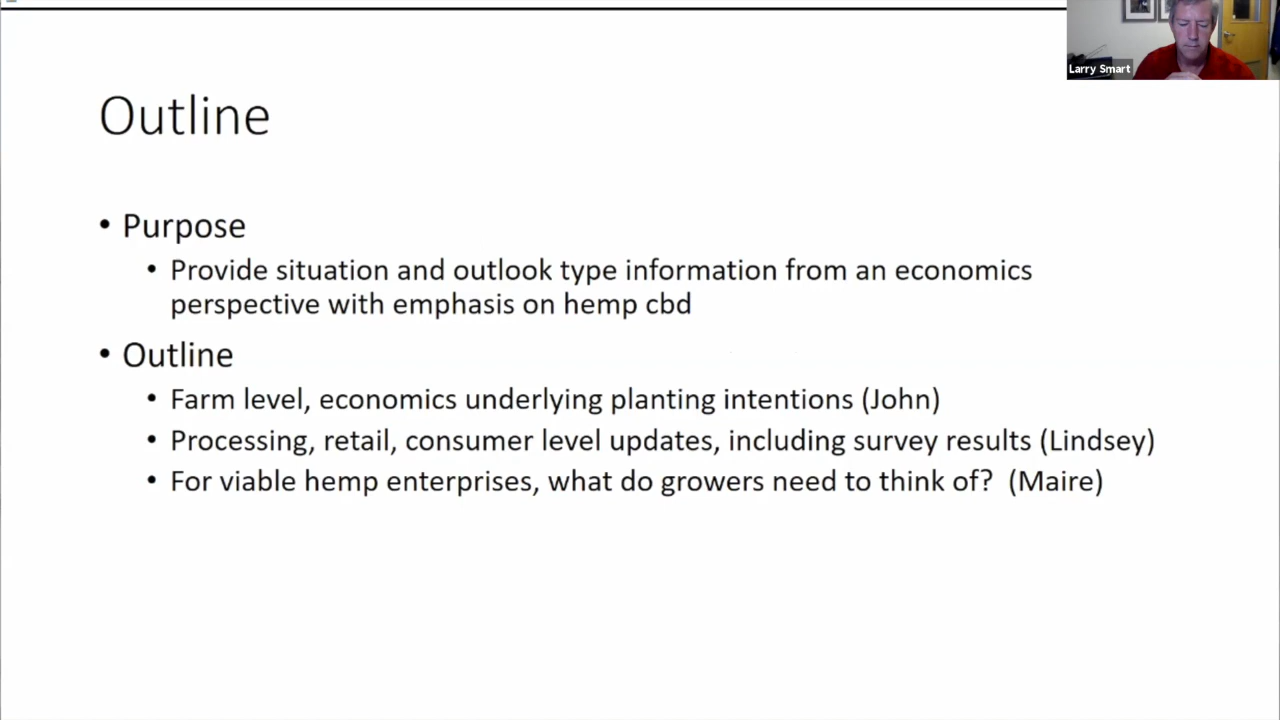 Larry Smart
Outline
• Purpose
• Provide situation and outlook type information from an economics
perspective with emphasis on hemp cbd
• Outline
• Farm level, economics underlying planting intentions (John)
• Processing, retail, consumer level updates, including survey results (Lindsey)
• For viable hemp enterprises, what do growers need to think of? (Maire)